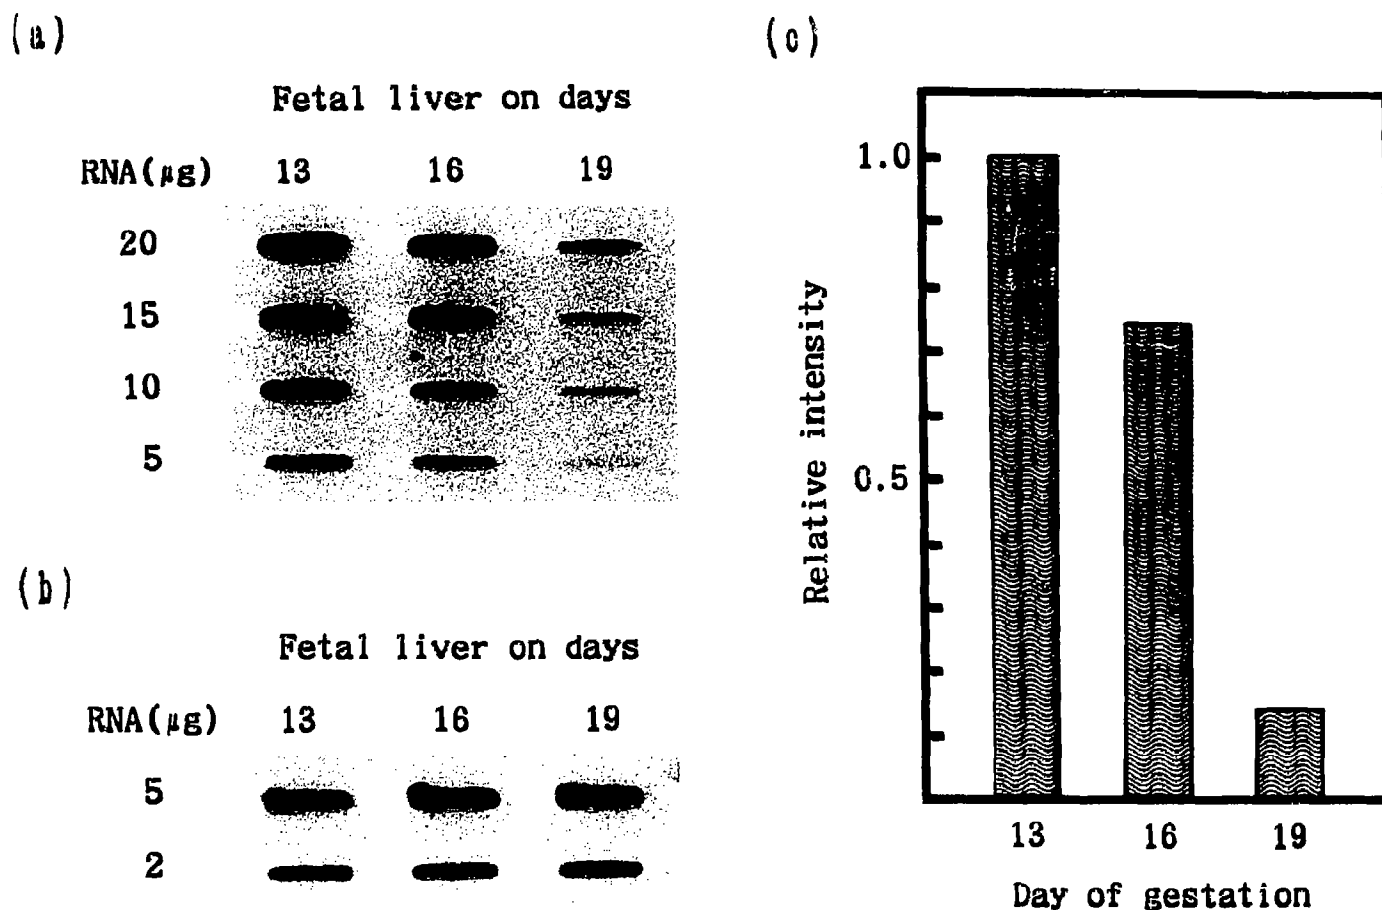 (a)
Fetal liver on days
RNA(μg) 13 16 19
20
15
10
5
(b)
Fetal liver on days
RNA(μg) 13 16 19
5
2
(c)
Relative intensity
1.0
0.5
13 16 19
Day of gestation